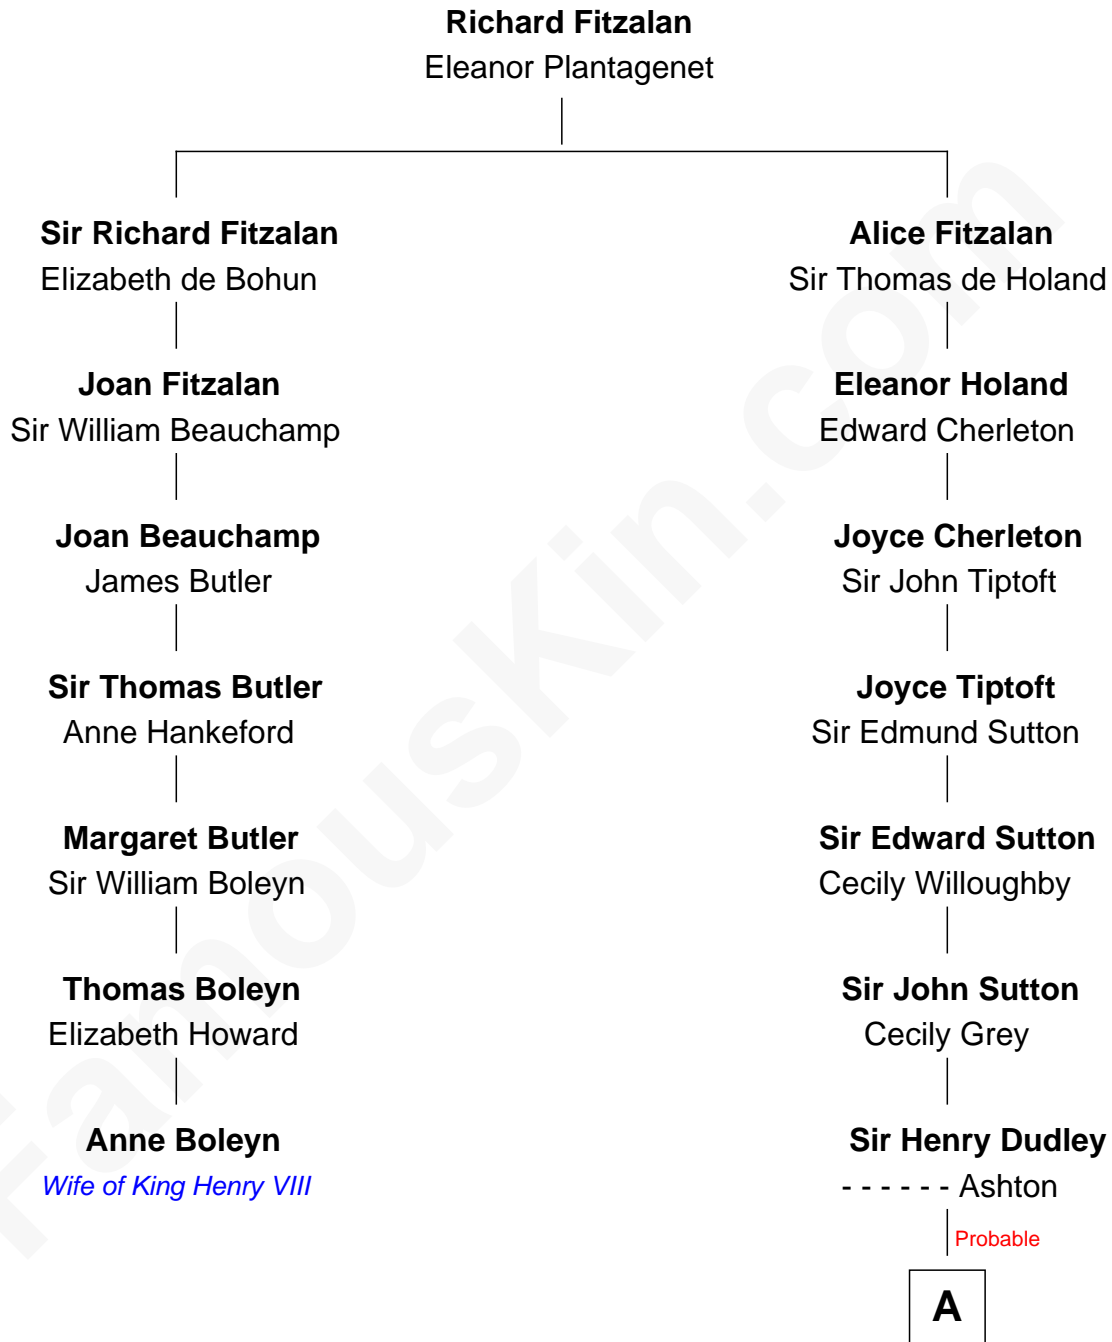 Richard Fitzalan
Eleanor Plantagenet
Sir Richard Fitzalan
Elizabeth de Bohun
Alice Fitzalan
Sir Thomas de Holand
Joan Fitzalan
Sir William Beauchamp
Eleanor Holand
Edward Cherleton
Joan Beauchamp
James Butler
Joyce Cherleton
Sir John Tiptoft
Sir Thomas Butler
Anne Hankeford
Joyce Tiptoft
Sir Edmund Sutton
Margaret Butler
Sir William Boleyn
Sir Edward Sutton
Cecily Willoughby
Thomas Boleyn
Elizabeth Howard
Sir John Sutton
Cecily Grey
Anne Boleyn
Wife of King Henry VIII
Sir Henry Dudley
- - - - - - Ashton
Probable
A
FamousKin.com